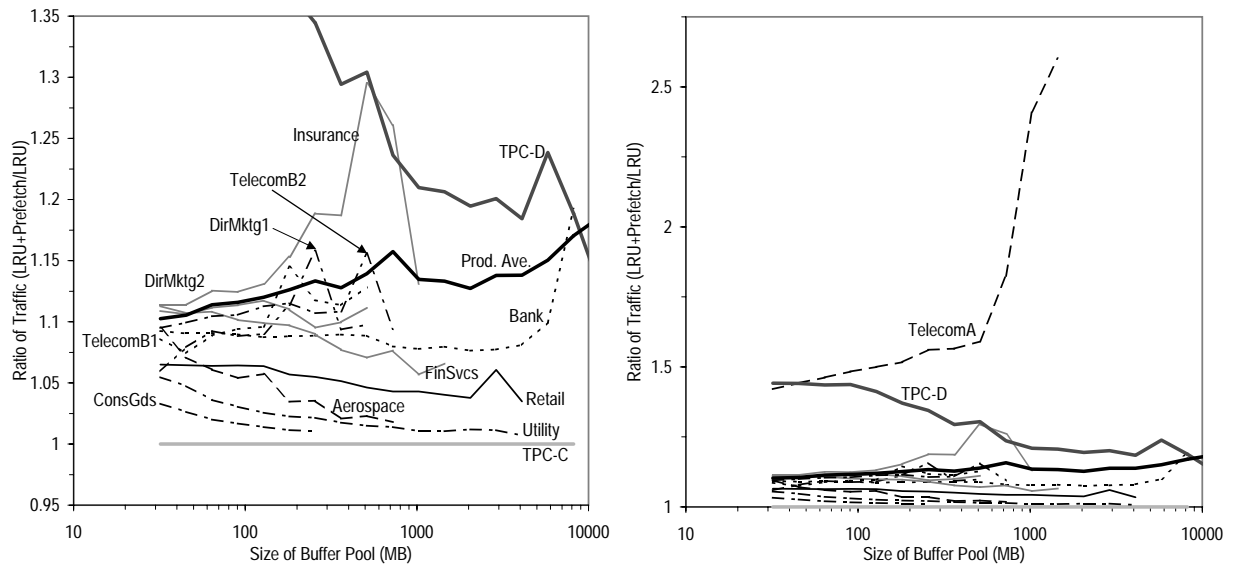 1.35
1.3
1.25
1.2
1.15
1.1
1.05
1
0.95
Ratio of Traffic (LRU+Prefetch/LRU)
Insurance
TPC-D
TelecomB2
DirMktg1
Prod. Ave.
DirMktg2
Bank
TelecomB1
FinSvcs
Retail
ConsGds
Aerospace
Utility
TPC-C
10
100
1000
10000
Size of Buffer Pool (MB)
2.5
2
1.5
1
Ratio of Traffic (LRU+Prefetch/LRU)
TelecomA
TPC-D
10
100
1000
10000
Size of Buffer Pool (MB)